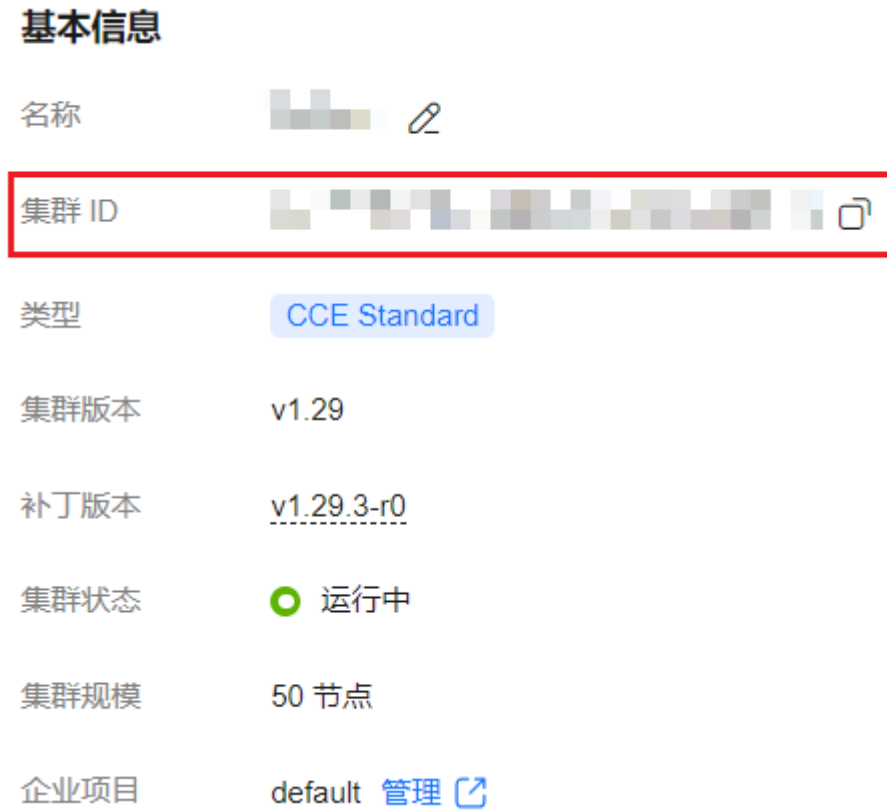 基本信息
名称
集群 ID
类型 CCE Standard
集群版本 v1.29
补丁版本 v1.29.3-r0
集群状态 运行中
集群规模 50 节点
企业项目 default 管理